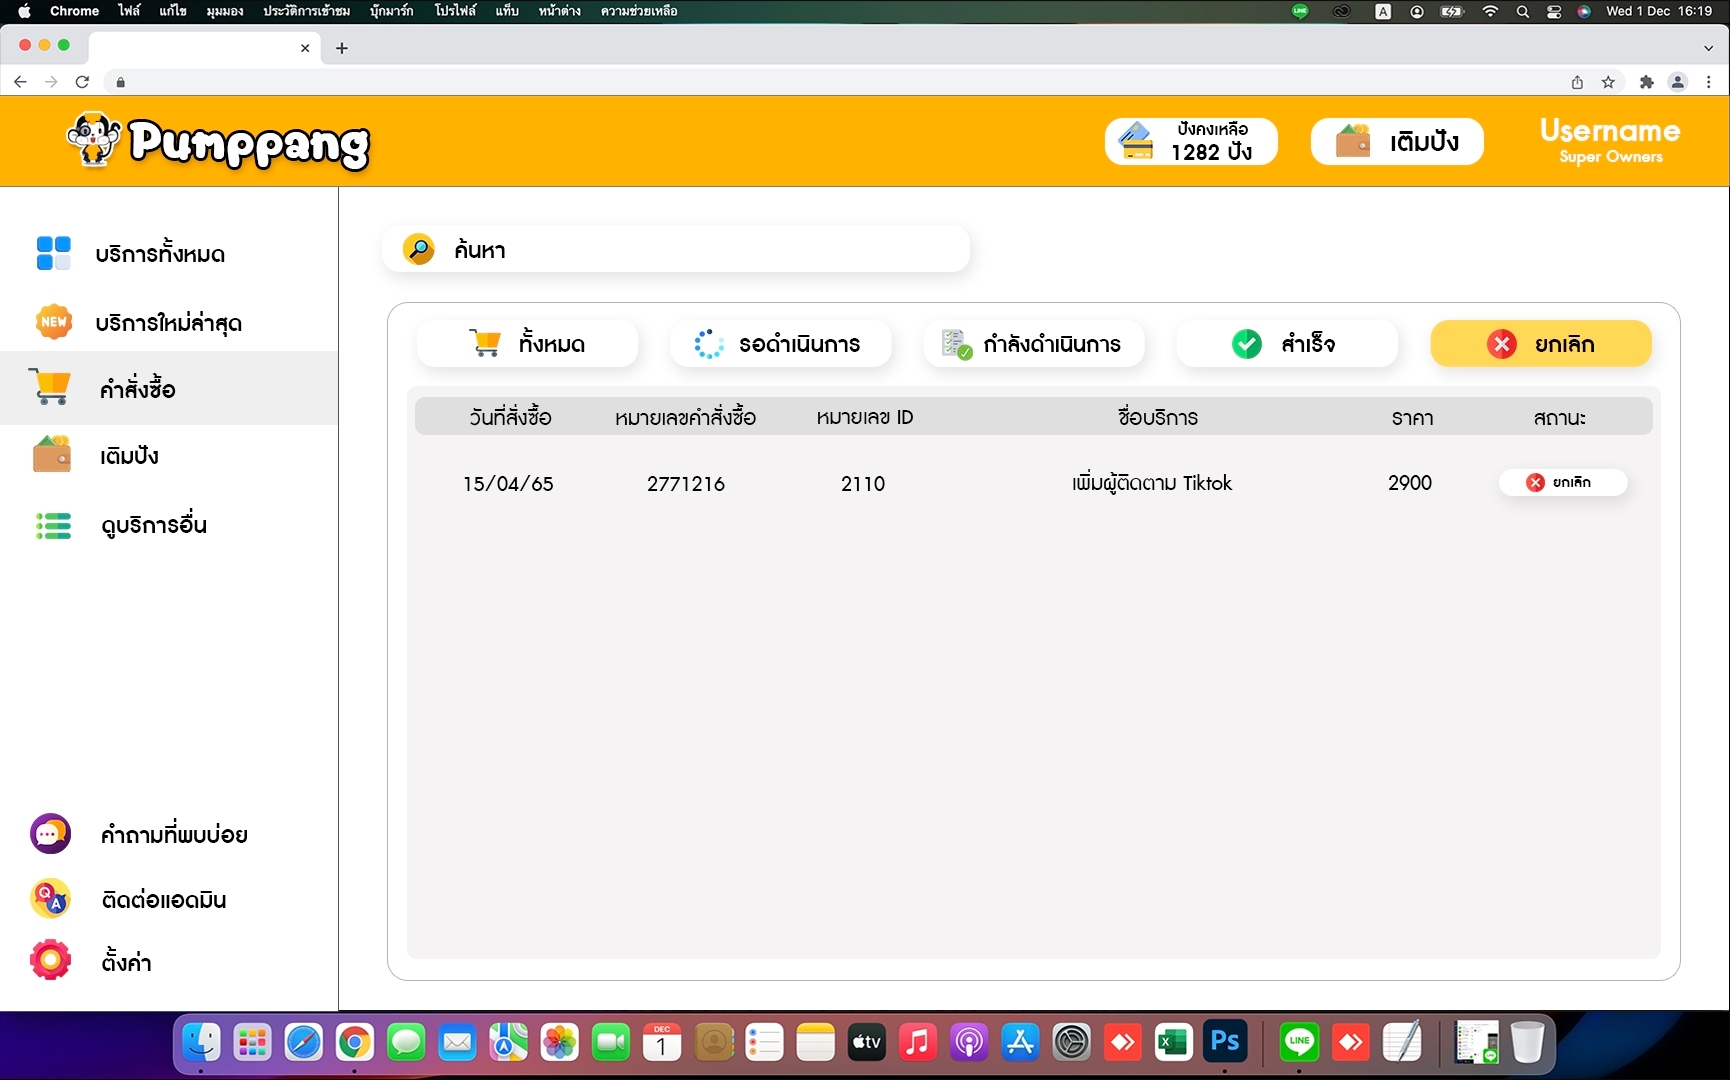 Chrome ไฟล์ แก้ไข มุมมอง ประวัติการเข้าชม บุ๊กมาร์ก โปรไฟล์ แท็บ หน้าต่าง ความช่วยเหลือ
LINE A Wed 1 Dec 16:19
Pumppang
ปังคงเหลือ
1282 ปัง
เติมปัง
Username
Super Owners
บริการทั้งหมด
NEW บริการใหม่ล่าสุด
คำสั่งซื้อ
เติมปัง
ดูบริการอื่น
คำถามที่พบบ่อย
Q A ติดต่อแอดมิน
ตั้งค่า
ค้นหา
ทั้งหมด รอดำเนินการ กำลังดำเนินการ สำเร็จ ยกเลิก
วันที่สั่งซื้อ หมายเลขคำสั่งซื้อ หมายเลข ID ชื่อบริการ ราคา สถานะ
15/04/65 2771216 2110 เพิ่มผู้ติดตาม Tiktok 2900 ยกเลิก
DEC
1
tv
X
Ps
LINE